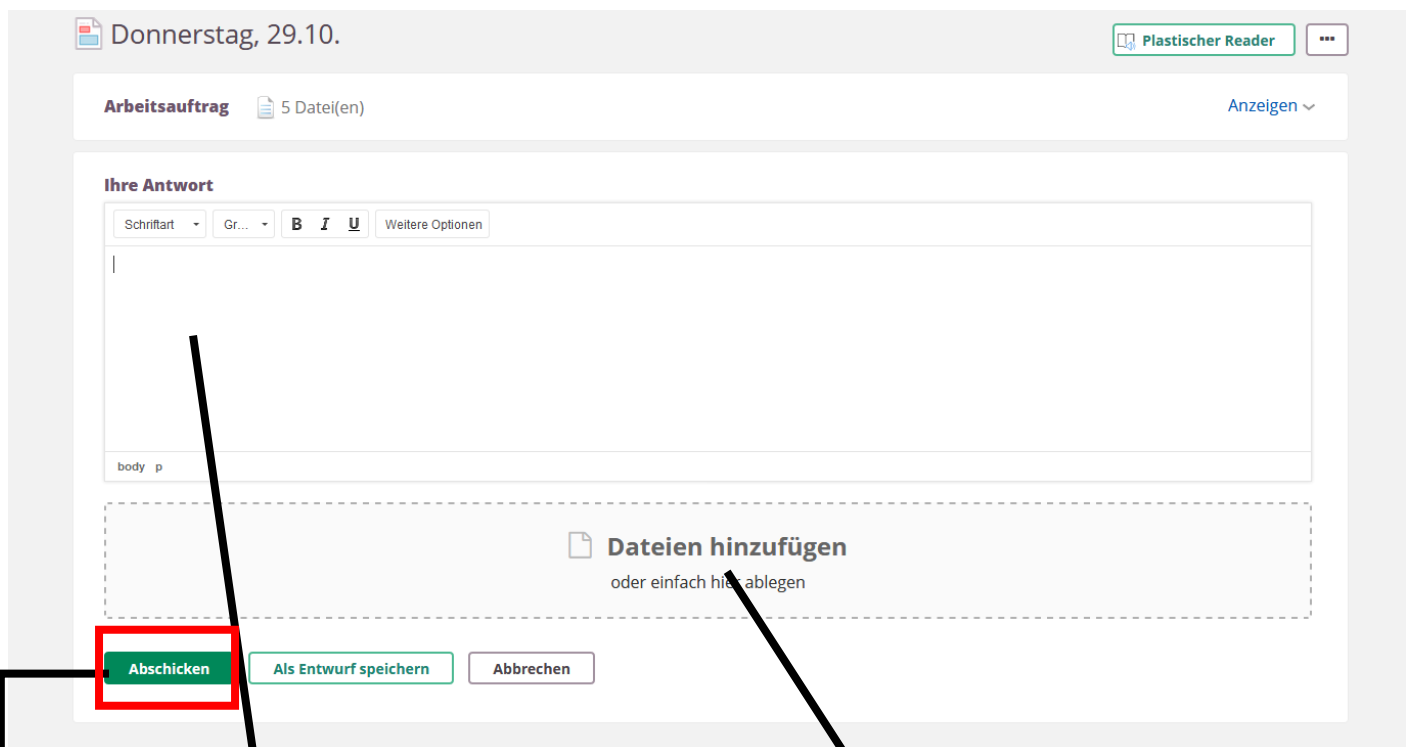 Donnerstag, 29.10.
Plastischer Reader
Arbeitsauftrag 5 Datei(en) Anzeigen
Ihre Antwort
Schriftart Gr... B I U Weitere Optionen
body p
Dateien hinzufügen
oder einfach hier ablegen
Abschicken Als Entwurf speichern Abbrechen